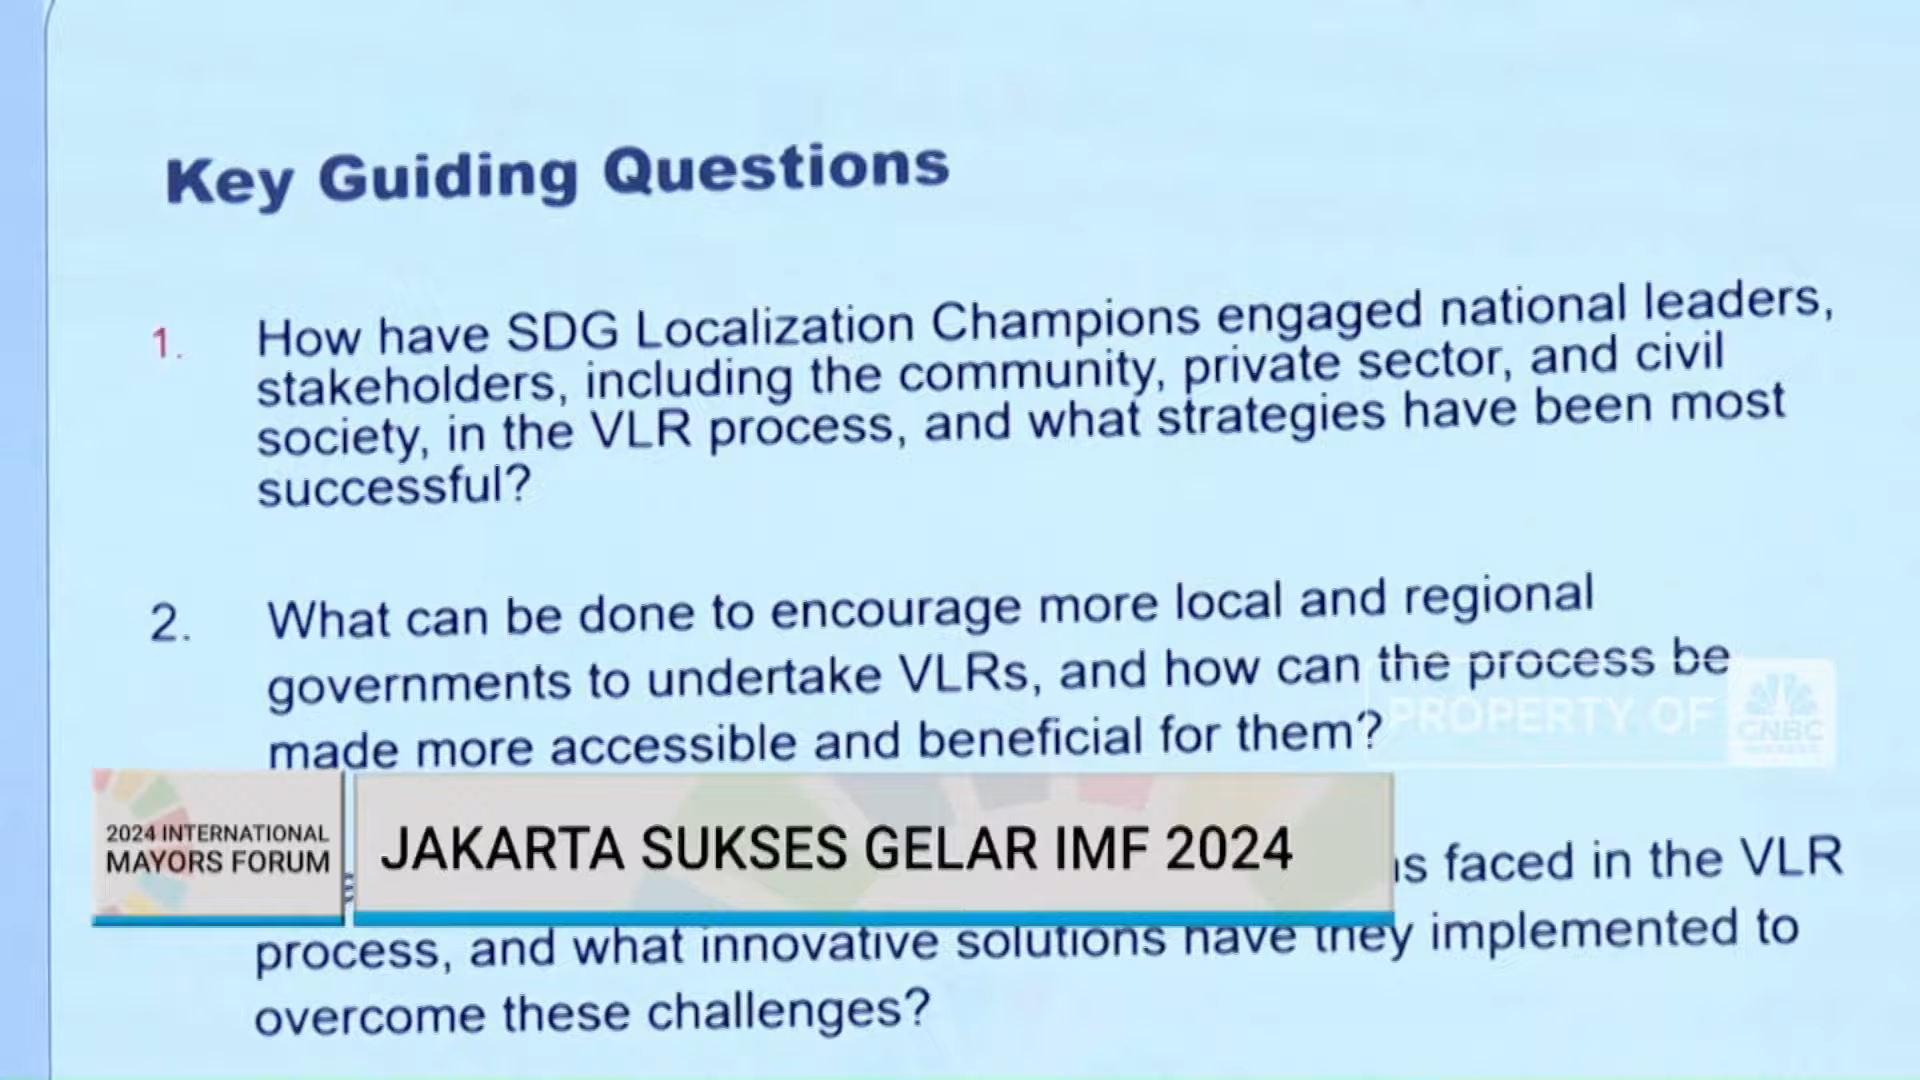 Key Guiding Questions
1. How have SDG Localization Champions engaged national leaders,
stakeholders, including the community, private sector, and civil
society, in the VLR process, and what strategies have been most
successful?
2. What can be done to encourage more local and regional
governments to undertake VLRs, and how can the process be
made more accessible and beneficial for them?
PROPERTY OF CNBC
2024 INTERNATIONAL
MAYORS FORUM
JAKARTA SUKSES GELAR IMF 2024
faced in the VLR
process, and what innovative solutions have they implemented to
overcome these challenges?